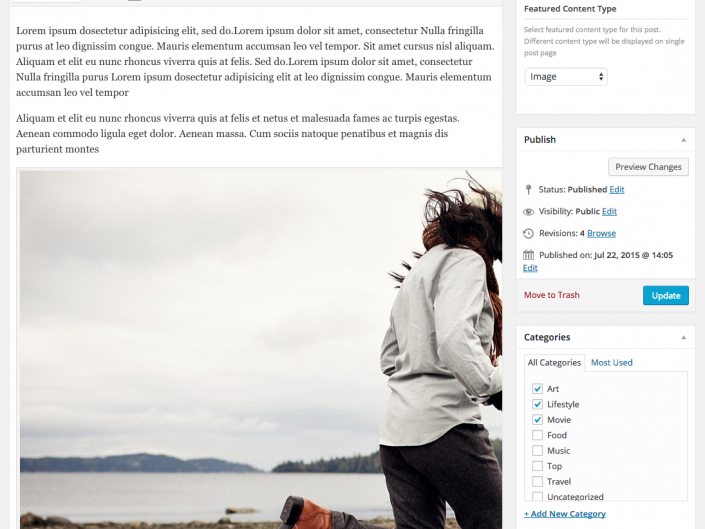 Lorem ipsum dosectetur adipisicing elit, sed do.Lorem ipsum dolor sit amet, consectetur Nulla fringilla
purus at leo dignissim congue. Mauris elementum accumsan leo vel tempor. Sit amet cursus nisl aliquam.
Aliquam et elit eu nunc rhoncus viverra quis at felis. Sed do.Lorem ipsum dolor sit amet, consectetur
Nulla fringilla purus Lorem ipsum dosectetur adipisicing elit at leo dignissim congue. Mauris elementum
accumsan leo vel tempor
Aliquam et elit eu nunc rhoncus viverra quis at felis et netus et malesuada fames ac turpis egestas.
Aenean commodo ligula eget dolor. Aenean massa. Cum sociis natoque penatibus et magnis dis
parturient montes
Featured Content Type
Select featured content type for this post.
Different content type will be displayed on single
post page
Image
Publish
Preview Changes
Status: Published Edit
Visibility: Public Edit
Revisions: 4 Browse
Published on: Jul 22, 2015 @ 14:05
Edit
Move to Trash
Update
Categories
All Categories
Most Used
Art
Lifestyle
Movie
Food
Music
Top
Travel
Uncategorized
+ Add New Category